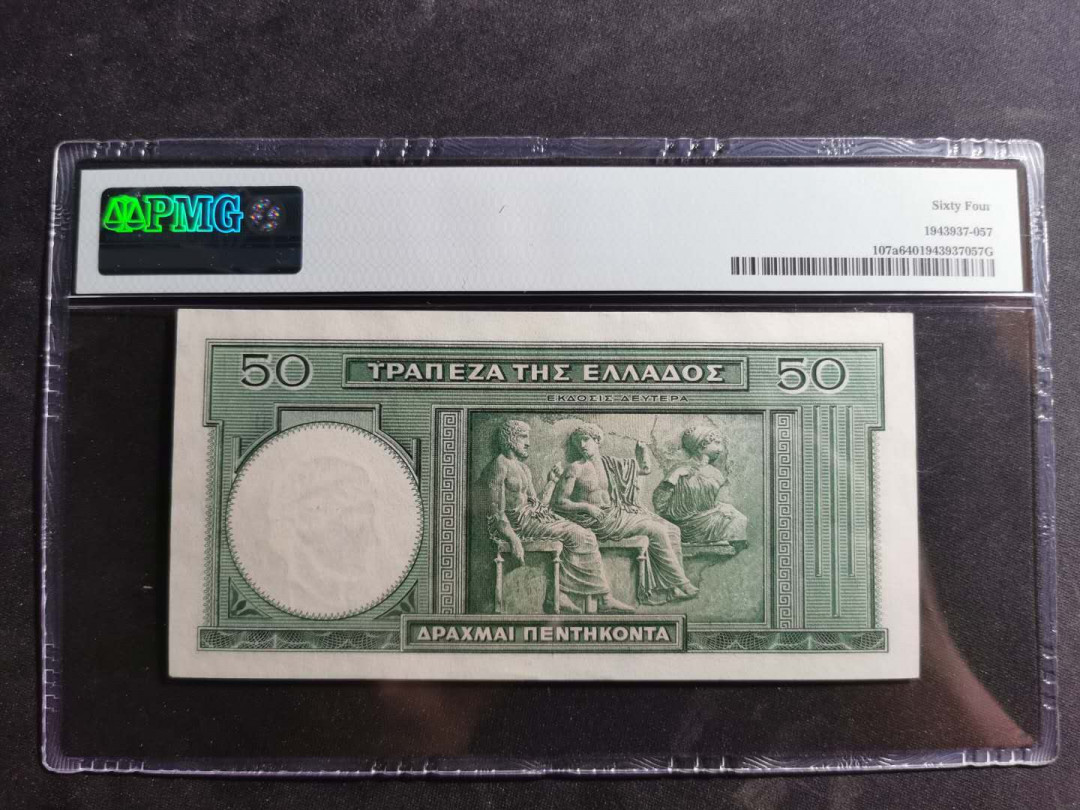 PMG
Sixty Four
1943937-057
107a6401943937057G
50 ΤΡΑΠΕΖΑ ΤΗΣ ΕΛΛΑΔΟΣ 50
ΕΚΔΟΣΙΣ-ΔΕΥΤΕΡΑ
ΔΡΑΧΜΑΙ ΠΕΝΤΗΚΟΝΤΑ